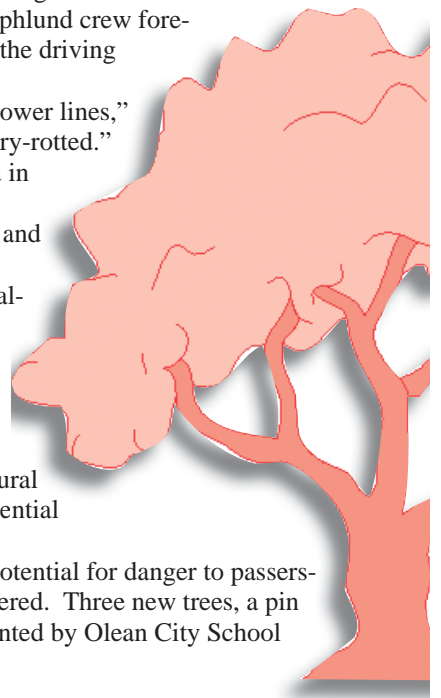 phlund crew fore-
the driving
ower lines,”
ry-rotted.”
in
and
al-
ural
ential
otential for danger to passers-
ered. Three new trees, a pin
nted by Olean City School